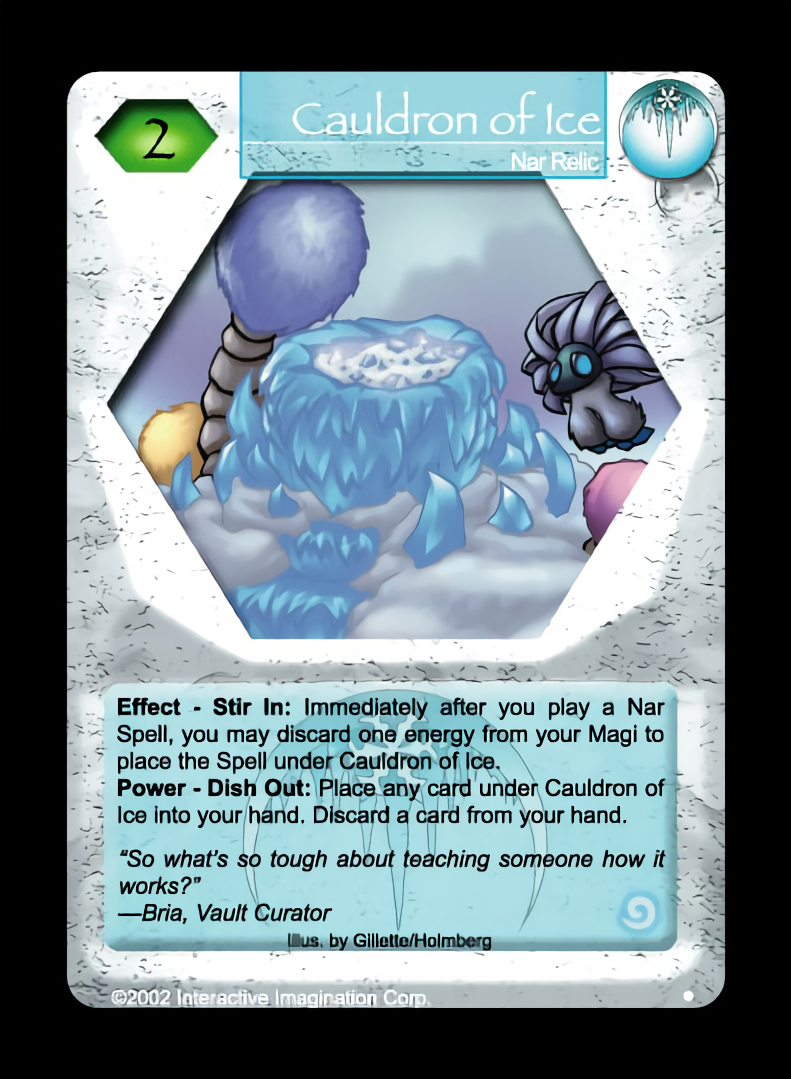 2
Cauldron of Ice
Nar Relic
Effect - Stir In: Immediately after you play a Nar
Spell, you may discard one energy from your Magi to
place the Spell under Cauldron of Ice.
Power - Dish Out: Place any card under Cauldron of
Ice into your hand. Discard a card from your hand.
“So what's so tough about teaching someone how it
works?”
—Bria, Vault Curator
Illus. by Gillette/Holmberg
©2002 Interactive Imagination Corp.